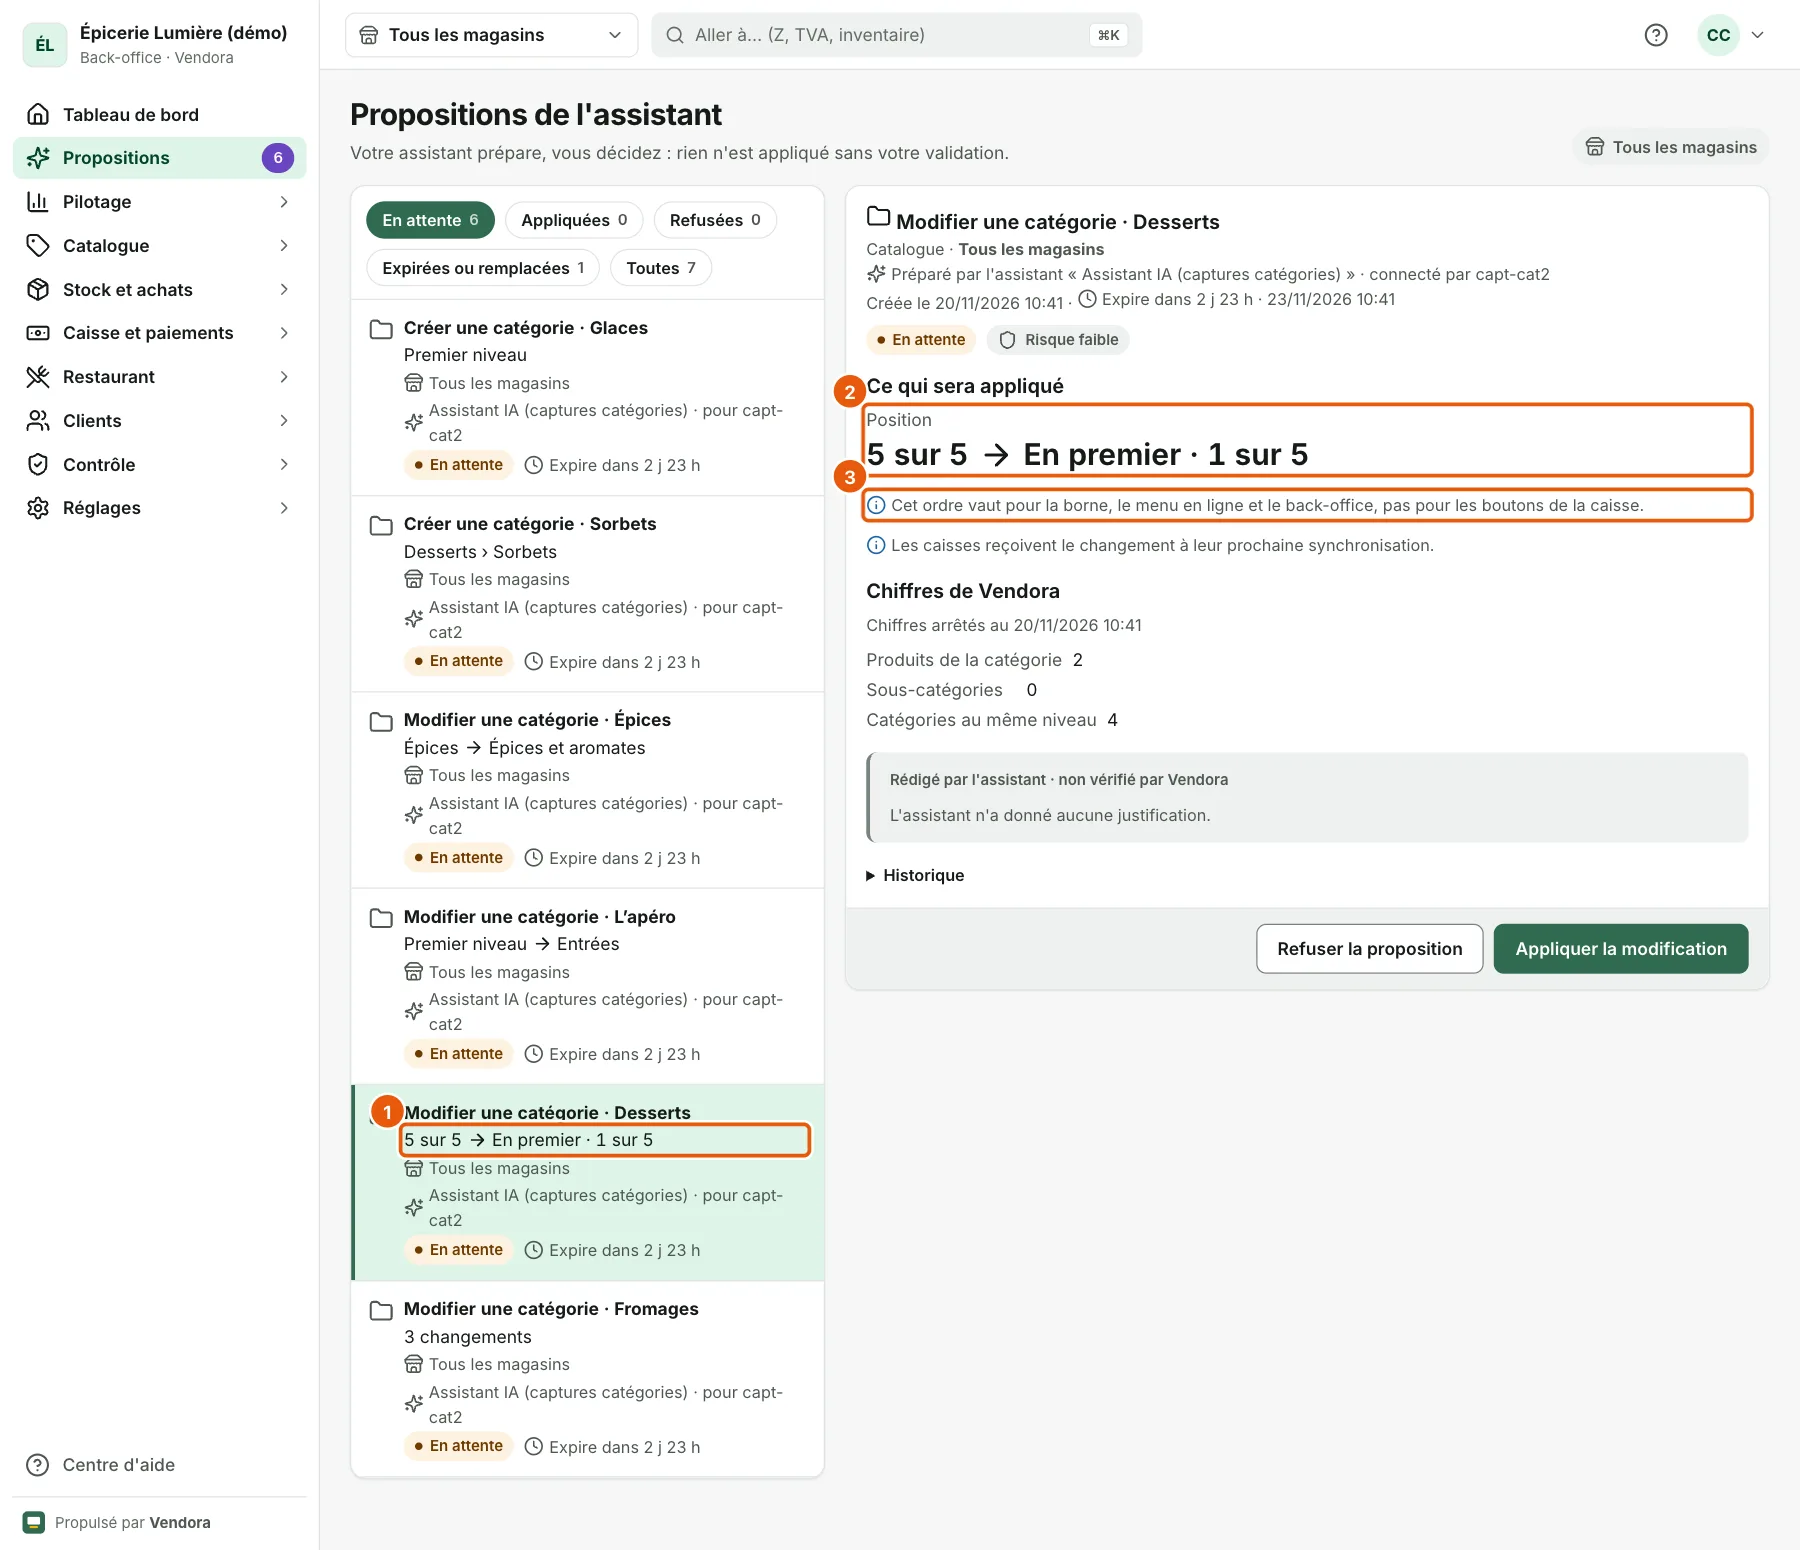 ÉL
Épicerie Lumière (démo)
Back-office · Vendora
Tous les magasins
Aller à... (Z, TVA, inventaire)
⌘K
CC
Tableau de bord
Propositions 6
Pilotage
Catalogue
Stock et achats
Caisse et paiements
Restaurant
Clients
Contrôle
Réglages
Centre d'aide
Propulsé par Vendora
Propositions de l'assistant
Votre assistant prépare, vous décidez : rien n'est appliqué sans votre validation.
Tous les magasins
En attente 6
Appliquées 0
Refusées 0
Expirées ou remplacées 1
Toutes 7
Créer une catégorie · Glaces
Premier niveau
Tous les magasins
Assistant IA (captures catégories) · pour capt-
cat2
En attente
Expire dans 2 j 23 h
Créer une catégorie · Sorbets
Desserts › Sorbets
Tous les magasins
Assistant IA (captures catégories) · pour capt-
cat2
En attente
Expire dans 2 j 23 h
Modifier une catégorie · Épices
Épices → Épices et aromates
Tous les magasins
Assistant IA (captures catégories) · pour capt-
cat2
En attente
Expire dans 2 j 23 h
Modifier une catégorie · L’apéro
Premier niveau → Entrées
Tous les magasins
Assistant IA (captures catégories) · pour capt-
cat2
En attente
Expire dans 2 j 23 h
1
Modifier une catégorie · Desserts
5 sur 5 → En premier · 1 sur 5
Tous les magasins
Assistant IA (captures catégories) · pour capt-
cat2
En attente
Expire dans 2 j 23 h
Modifier une catégorie · Fromages
3 changements
Tous les magasins
Assistant IA (captures catégories) · pour capt-
cat2
En attente
Expire dans 2 j 23 h
Modifier une catégorie · Desserts
Catalogue · Tous les magasins
Préparé par l'assistant « Assistant IA (captures catégories) » · connecté par capt-cat2
Créée le 20/11/2026 10:41 · Expire dans 2 j 23 h · 23/11/2026 10:41
En attente
Risque faible
2
Ce qui sera appliqué
Position
5 sur 5 → En premier · 1 sur 5
3
Cet ordre vaut pour la borne, le menu en ligne et le back-office, pas pour les boutons de la caisse.
Les caisses reçoivent le changement à leur prochaine synchronisation.
Chiffres de Vendora
Chiffres arrêtés au 20/11/2026 10:41
Produits de la catégorie 2
Sous-catégories 0
Catégories au même niveau 4
Rédigé par l'assistant · non vérifié par Vendora
L'assistant n'a donné aucune justification.
Historique
Refuser la proposition
Appliquer la modification